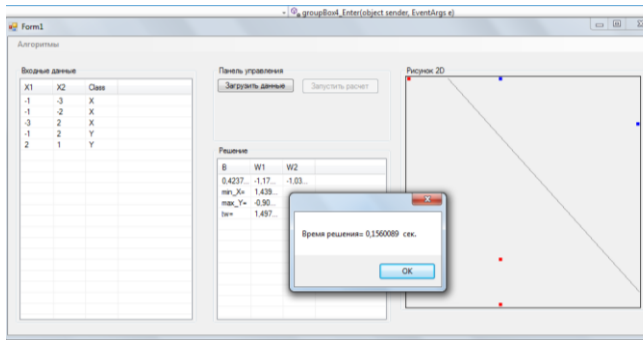 groupBox4_Enter(object sender, EventArgs e)
Form1
Алгоритмы
Входные данные
X1 X2 Class
-1 -3 X
-1 -2 X
-3 2 X
-1 2 Y
2 1 Y
Панель управления
Загрузить данные Запустить расчет
Решение
B W1 W2
0,4237... -1,17... -1,03...
min_X= 1,439...
max_Y= -0,90...
1,497...
Время решения= 0,1560089 сек.
OK
Рисунок 2D